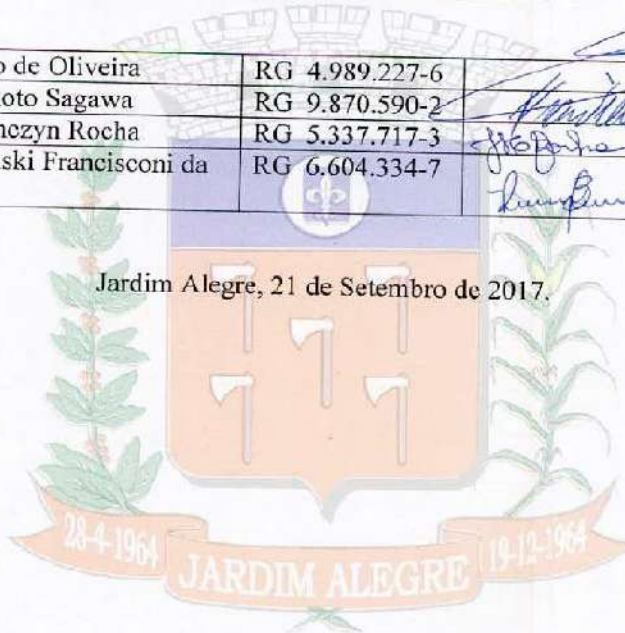 o de Oliveira RG 4.989.227-6
oto Sagawa RG 9.870.590-2
nczyn Rocha RG 5.337.717-3
ski Francisconi da RG 6.604.334-7
Jardim Alegre, 21 de Setembro de 2017.
28-4-1964 JARDIM ALEGRE 19-12-1964